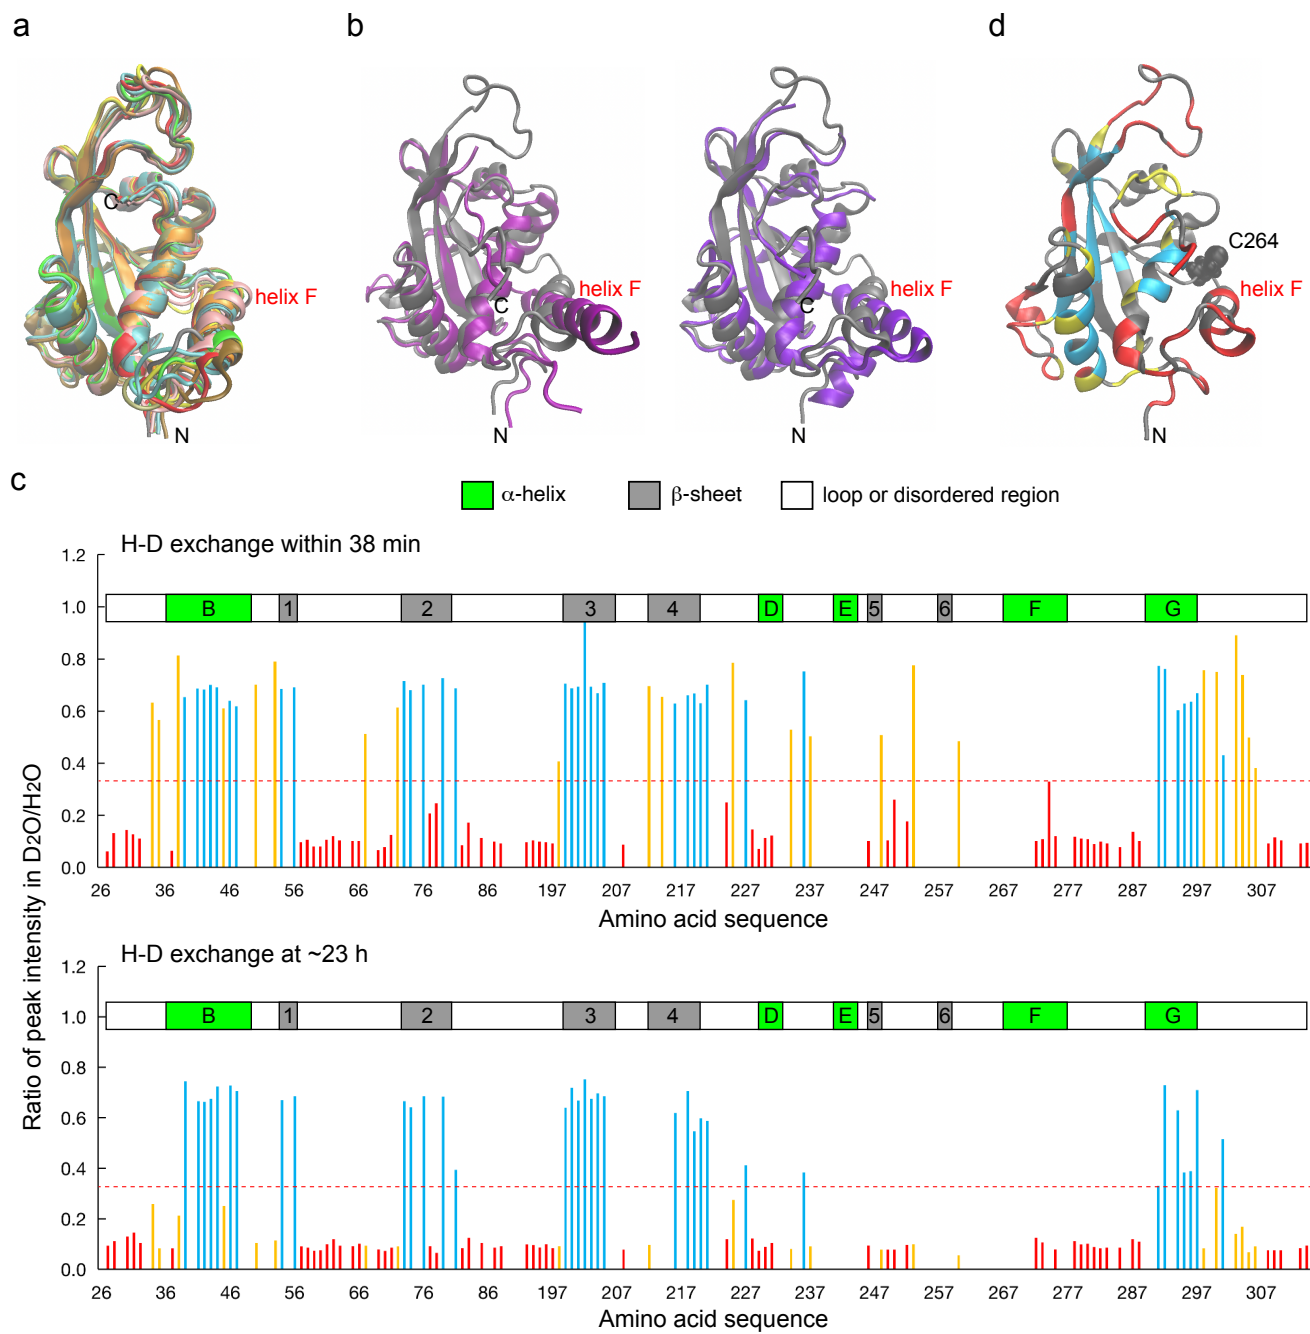 a
b
d
C
helix F
N
C
helix F
N
C
helix F
N
C264
helix F
N
c
α-helix
β-sheet
loop or disordered region
H-D exchange within 38 min
B 1 2 3 4 D E 5 6 F G
1.2
1.0
0.8
0.6
0.4
0.2
0.0
26 36 46 56 66 76 86 197 207 217 227 237 247 257 267 277 287 297 307
Amino acid sequence
Ratio of peak intensity in D2O/H2O
H-D exchange at ~23 h
B 1 2 3 4 D E 5 6 F G
1.2
1.0
0.8
0.6
0.4
0.2
0.0
26 36 46 56 66 76 86 197 207 217 227 237 247 257 267 277 287 297 307
Amino acid sequence